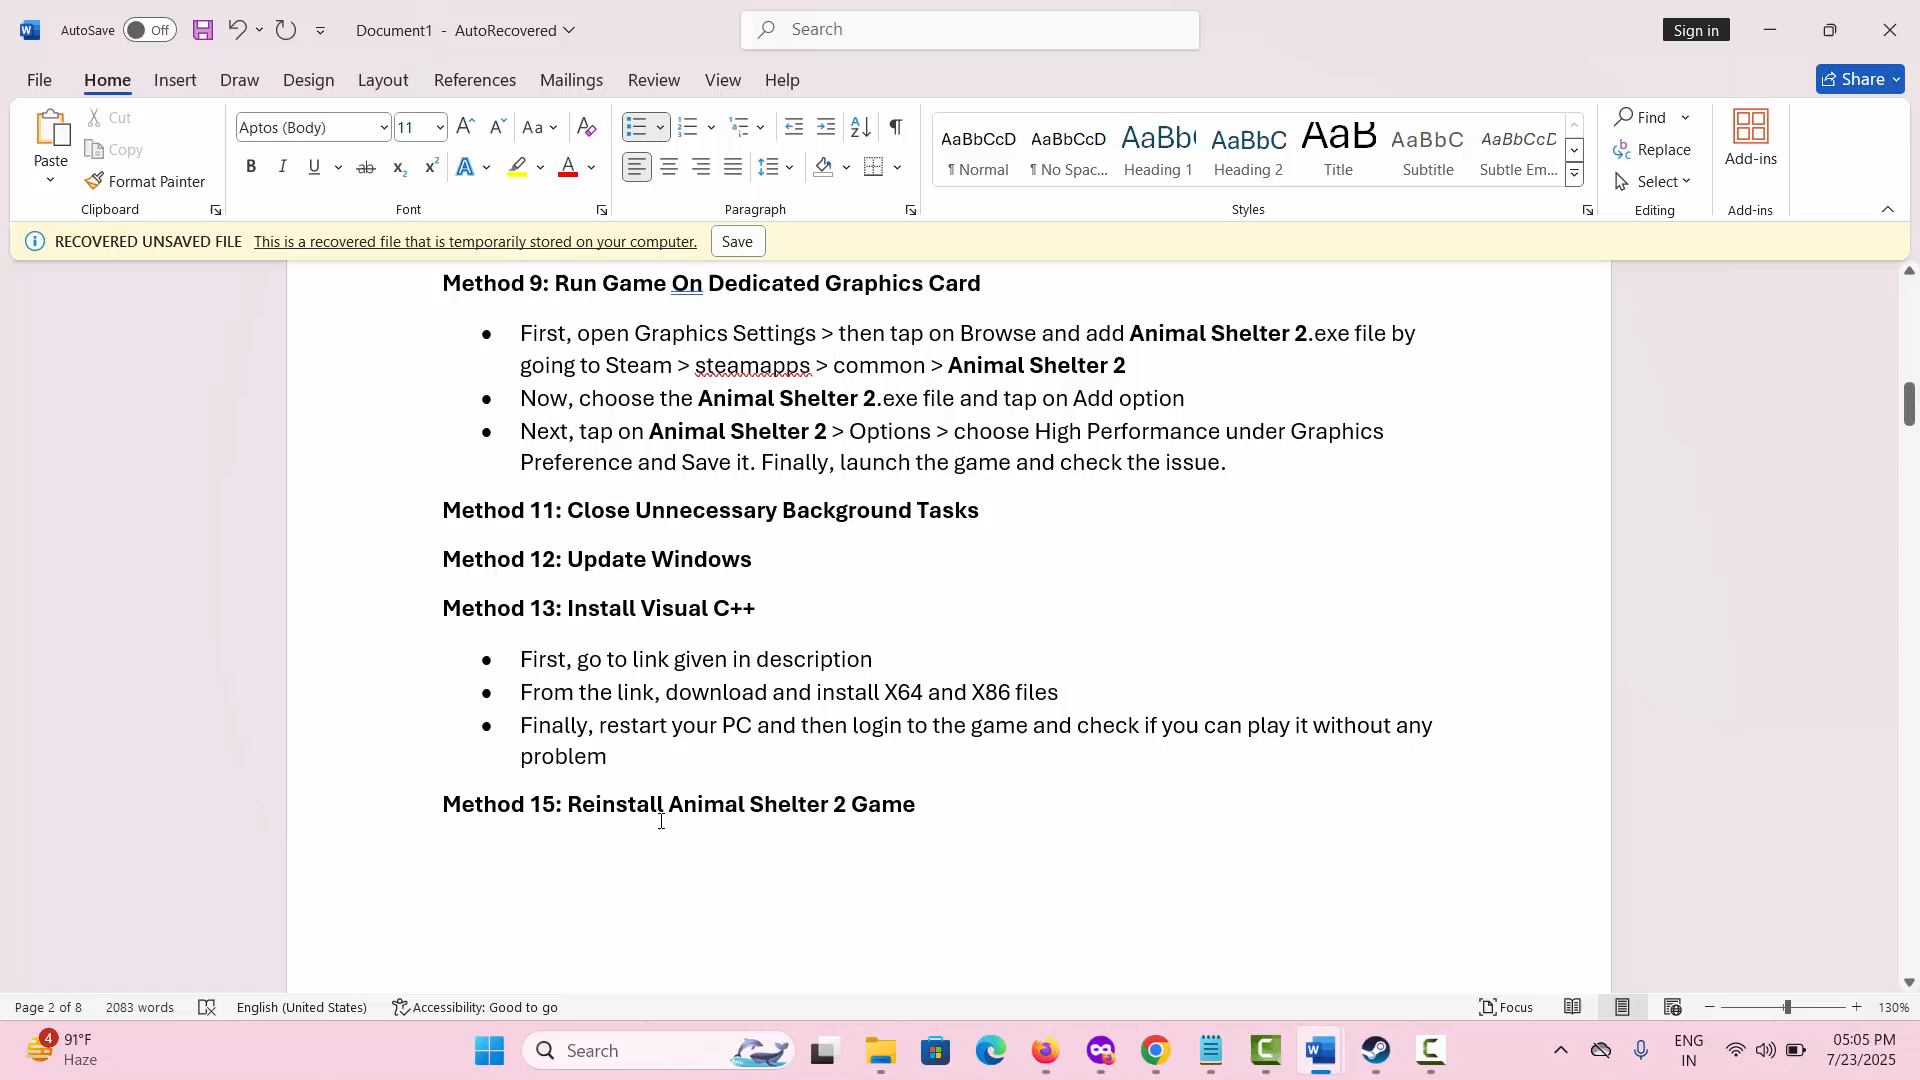 AutoSave Off Document1 - AutoRecovered Search Sign in
File Home Insert Draw Design Layout References Mailings Review View Help Share
Paste Cut Copy Format Painter
Aptos (Body) 11
AaBbCcD AaBbCcD AaBb( AaBbC AaB AaBbC AaBbCcD
¶ Normal ¶ No Spac... Heading 1 Heading 2 Title Subtitle Subtle Em...
Find Replace Select Add-ins
Clipboard Font Paragraph Styles Editing Add-ins
RECOVERED UNSAVED FILE This is a recovered file that is temporarily stored on your computer. Save
Method 9: Run Game On Dedicated Graphics Card
• First, open Graphics Settings > then tap on Browse and add Animal Shelter 2.exe file by
going to Steam > steamapps > common > Animal Shelter 2
• Now, choose the Animal Shelter 2.exe file and tap on Add option
• Next, tap on Animal Shelter 2 > Options > choose High Performance under Graphics
Preference and Save it. Finally, launch the game and check the issue.
Method 11: Close Unnecessary Background Tasks
Method 12: Update Windows
Method 13: Install Visual C++
• First, go to link given in description
• From the link, download and install X64 and X86 files
• Finally, restart your PC and then login to the game and check if you can play it without any
problem
Method 15: Reinstall Animal Shelter 2 Game
Page 2 of 8 2083 words English (United States) Accessibility: Good to go Focus 130%
4 91°F Haze
Search
ENG IN
05:05 PM
7/23/2025